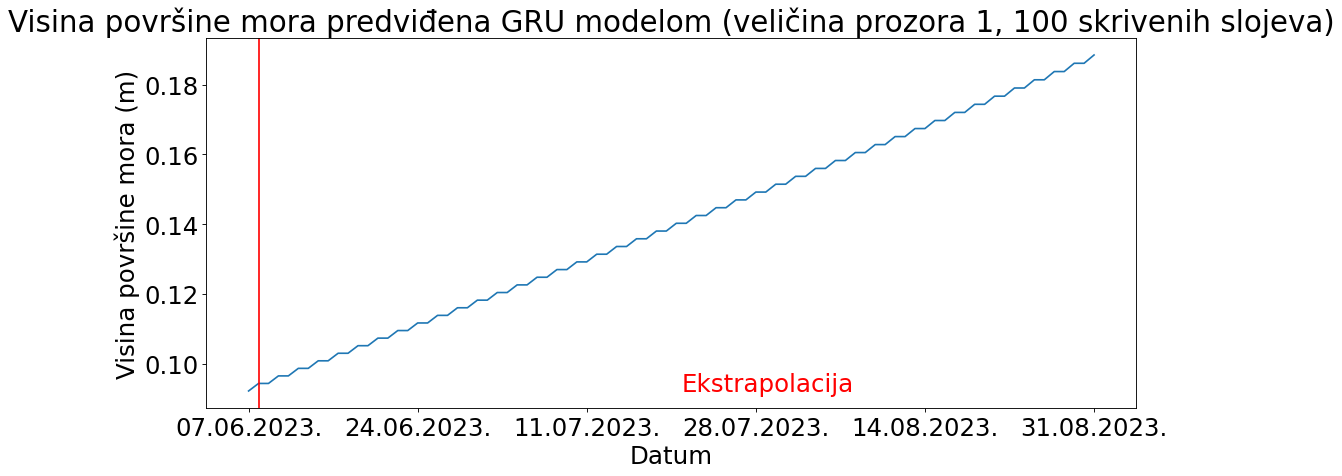 Visina površine mora predviđena GRU modelom (veličina prozora 1, 100 skrivenih slojeva)
Visina površine mora (m)
0.18
0.16
0.14
0.12
0.10
Ekstrapolacija
07.06.2023. 24.06.2023. 11.07.2023. 28.07.2023. 14.08.2023. 31.08.2023.
Datum